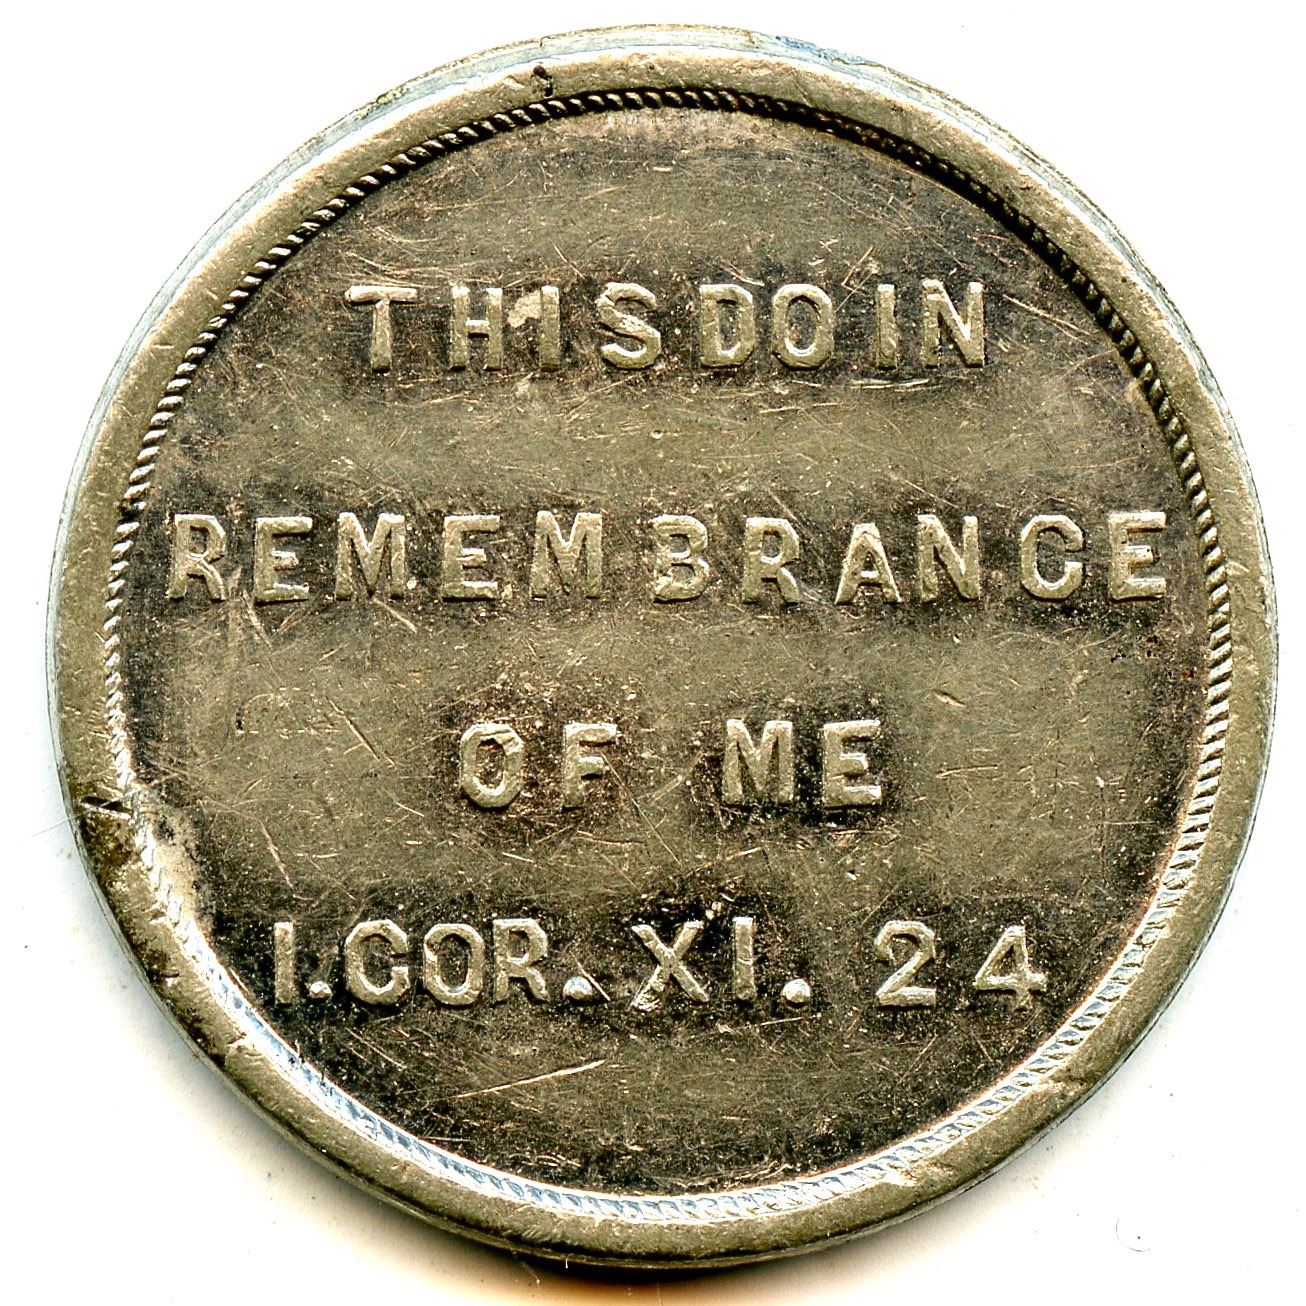 THIS DO IN
REMEMBRANCE
OF ME
I. COR. XI. 24